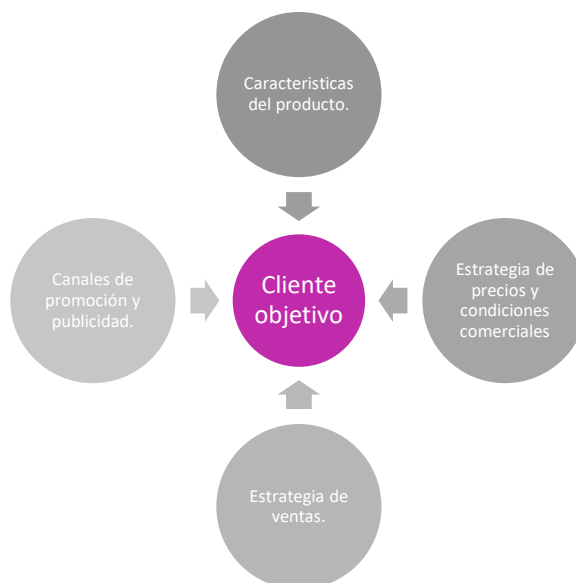 Caracteristicas
del producto.
Canales de
promoción y
publicidad.
Cliente
objetivo
Estrategia de
precios y
condiciones
comerciales
Estrategia de
ventas.